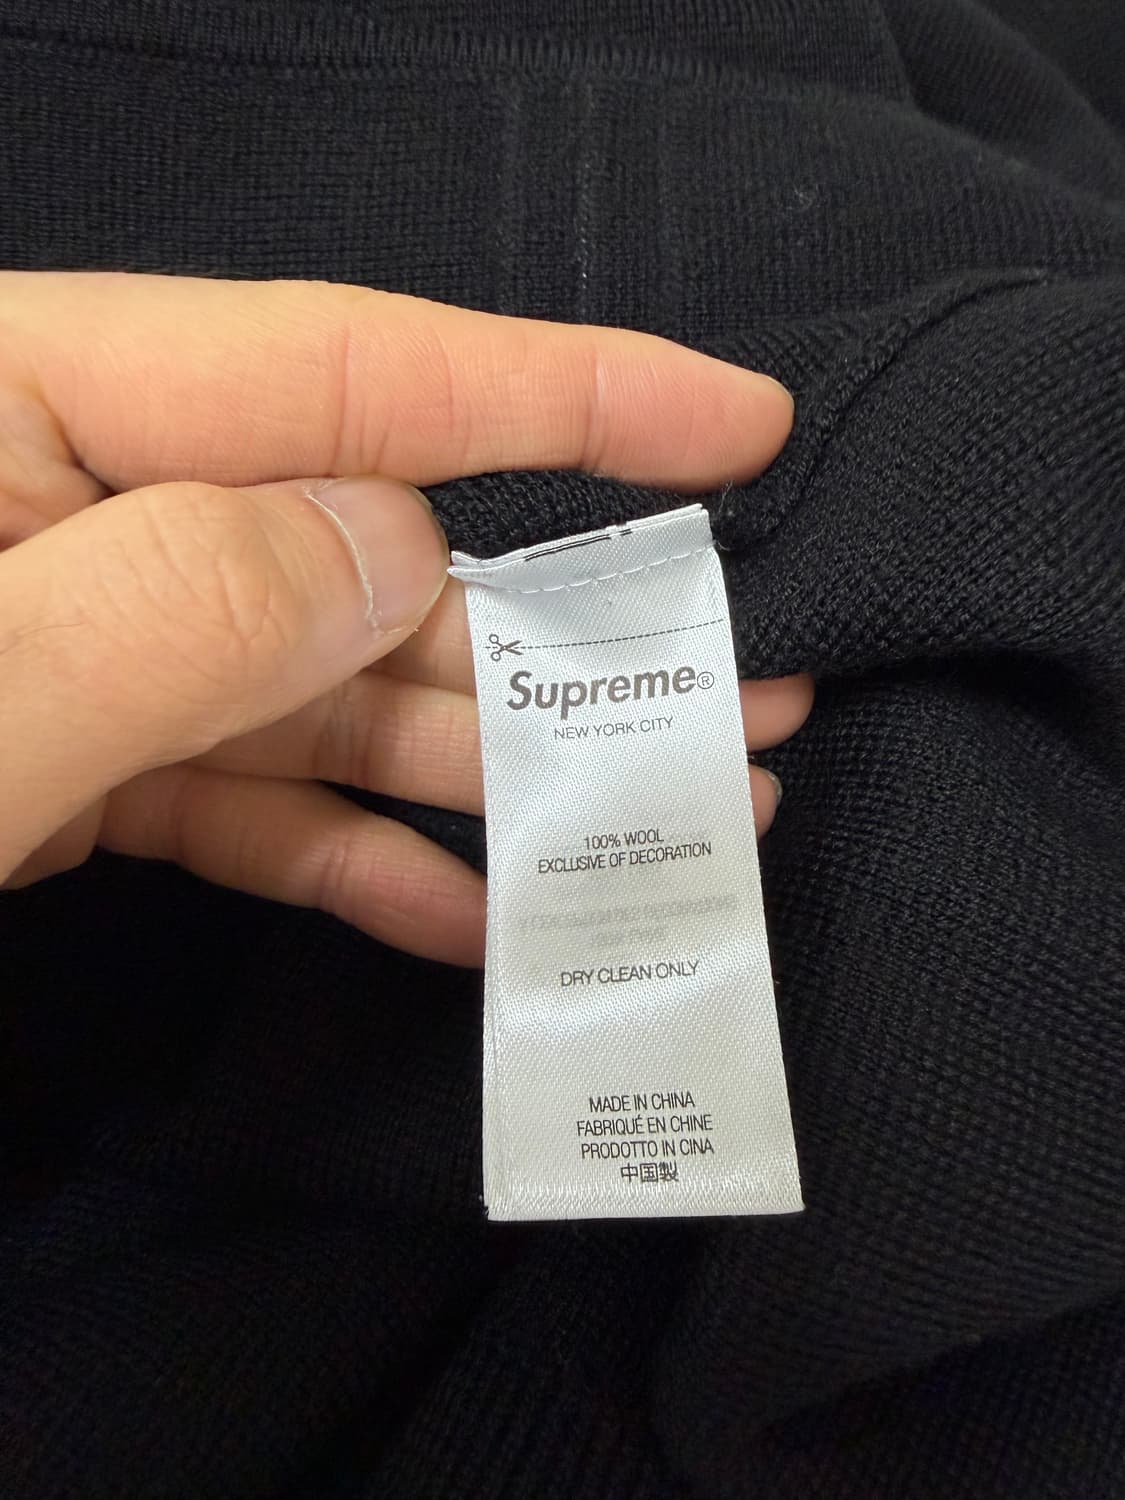 Supreme®
NEW YORK CITY
100% WOOL
EXCLUSIVE OF DECORATION
DRY CLEAN ONLY
MADE IN CHINA
FABRIQUÉ EN CHINE
PRODOTTO IN CINA
中国製